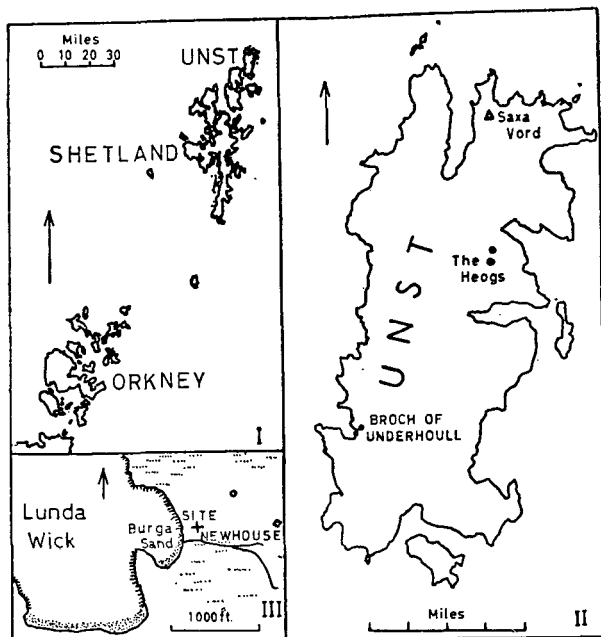 Miles
0 10 20 30
UNST
SHETLAND
ORKNEY
I
Lunda
Wick
Burga
Sand
SITE
NEWHOUSE
1000 ft.
III
Saxa
Vord
The
Heogs
UNST
BROCH OF
UNDERHOULL
Miles
II